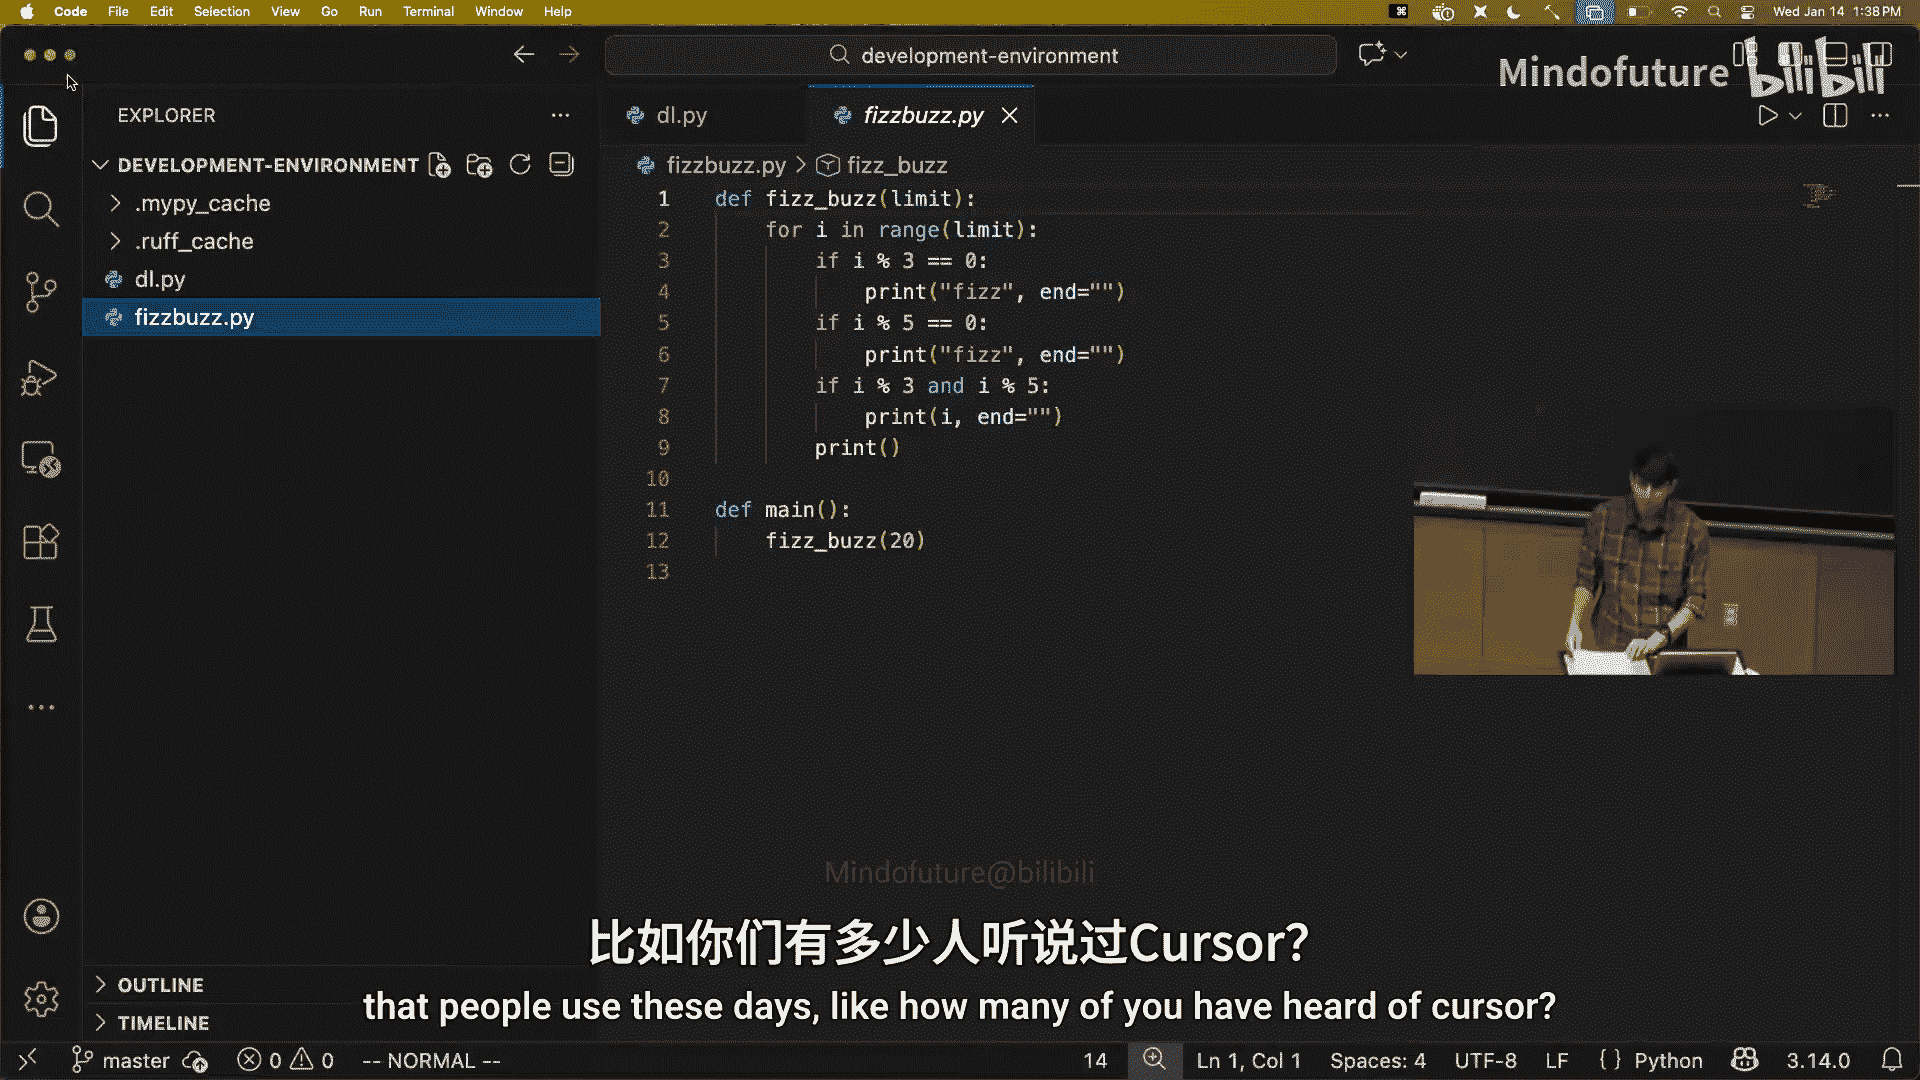 Code File Edit Selection View Go Run Terminal Window Help Wed Jan 14 1:38 PM
development-environment
Mindofuture bilibili
EXPLORER
DEVELOPMENT-ENVIRONMENT
.mypy_cache
.ruff_cache
dl.py
fizzbuzz.py
OUTLINE
TIMELINE
dl.py fizzbuzz.py
fizzbuzz.py fizz_buzz
1 def fizz_buzz(limit):
2 for i in range(limit):
3 if i % 3 == 0:
4 print("fizz", end="")
5 if i % 5 == 0:
6 print("fizz", end="")
7 if i % 3 and i % 5:
8 print(i, end="")
9 print()
10
11 def main():
12 fizz_buzz(20)
13
Mindofuture@bilibili
比如你们有多少人听说过Cursor?
that people use these days, like how many of you have heard of cursor?
master 0 0 -- NORMAL -- 14 Ln 1, Col 1 Spaces: 4 UTF-8 LF { } Python 3.14.0